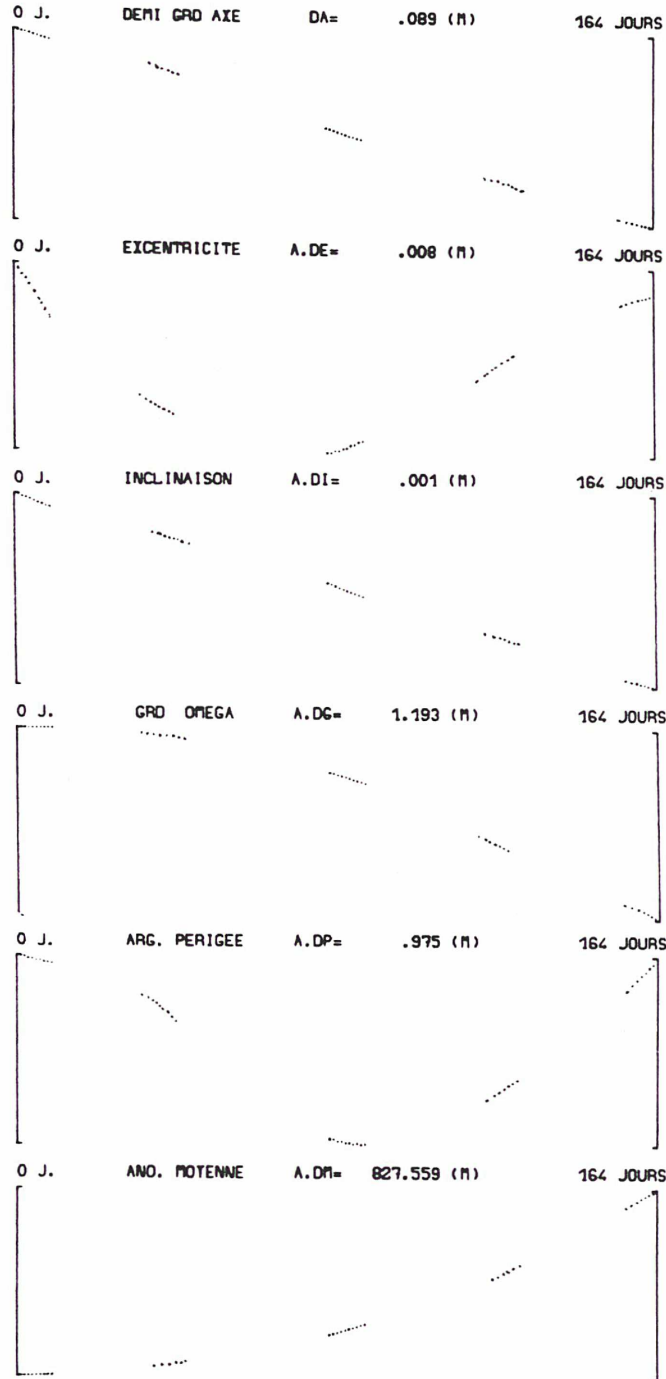 0 J. DEMI GRD AXE DA= .089 (M) 164 JOURS
0 J. EXCENTRICITE A.DE= .008 (M) 164 JOURS
0 J. INCLINAISON A.DI= .001 (M) 164 JOURS
0 J. GRD OMEGA A.DG= 1.193 (M) 164 JOURS
0 J. ARG. PERIGEE A.DP= .975 (M) 164 JOURS
0 J. ANO. MOYENNE A.DM= 827.559 (M) 164 JOURS